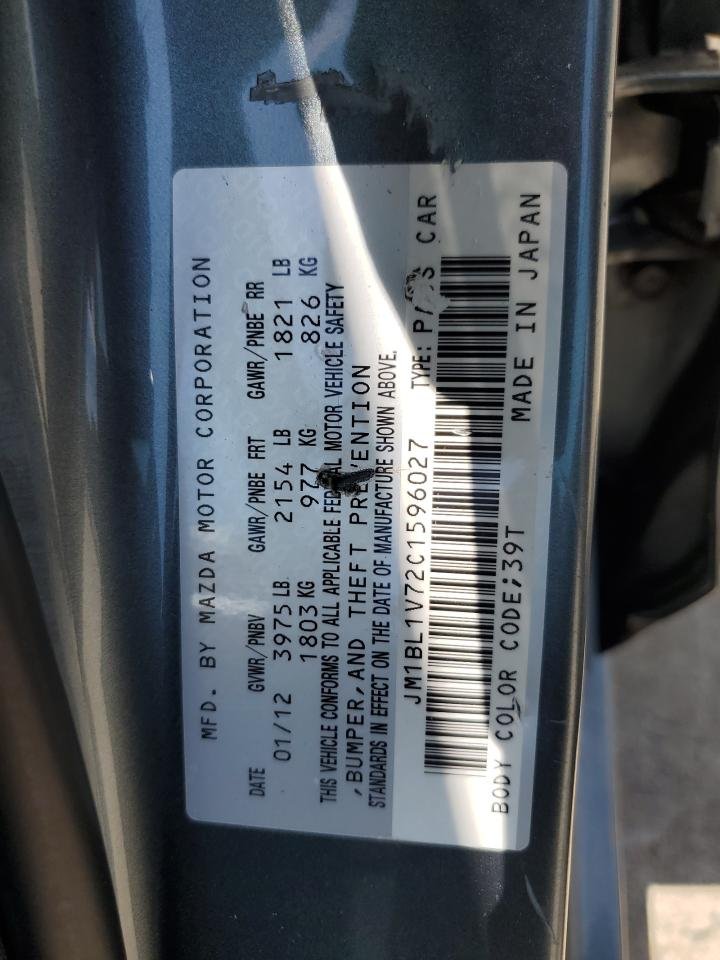 MFD. BY MAZDA MOTOR CORPORATION
DATE GVWR/PNBV GAWR/PNBE FRT GAWR/PNBE RR
01/12 3975 LB. 2154 LB 1821 LB
1803 KG 977 KG 826 KG
THIS VEHICLE CONFORMS TO ALL APPLICABLE MOTOR VEHICLE SAFETY
,BUMPER,AND THEFT
STANDARDS IN EFFECT ON THE DATE OF MANUFACTURE SHOWN ABOVE.
JM1BL1V72C1596027 TYPE: CAR
BODY COLOR CODE;39T MADE IN JAPAN